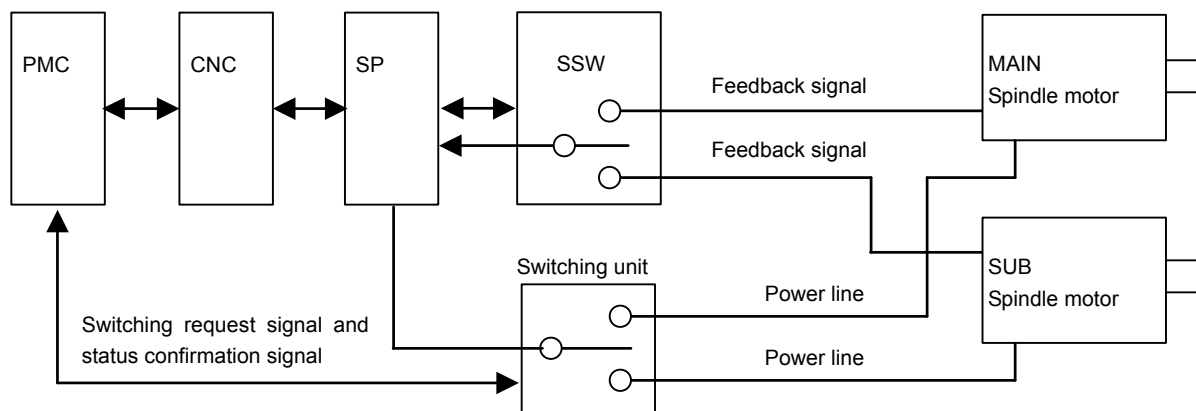 PMC
CNC
SP
SSW
MAIN
Spindle motor
Feedback signal
Feedback signal
SUB
Spindle motor
Switching unit
Power line
Power line
Switching request signal and
status confirmation signal